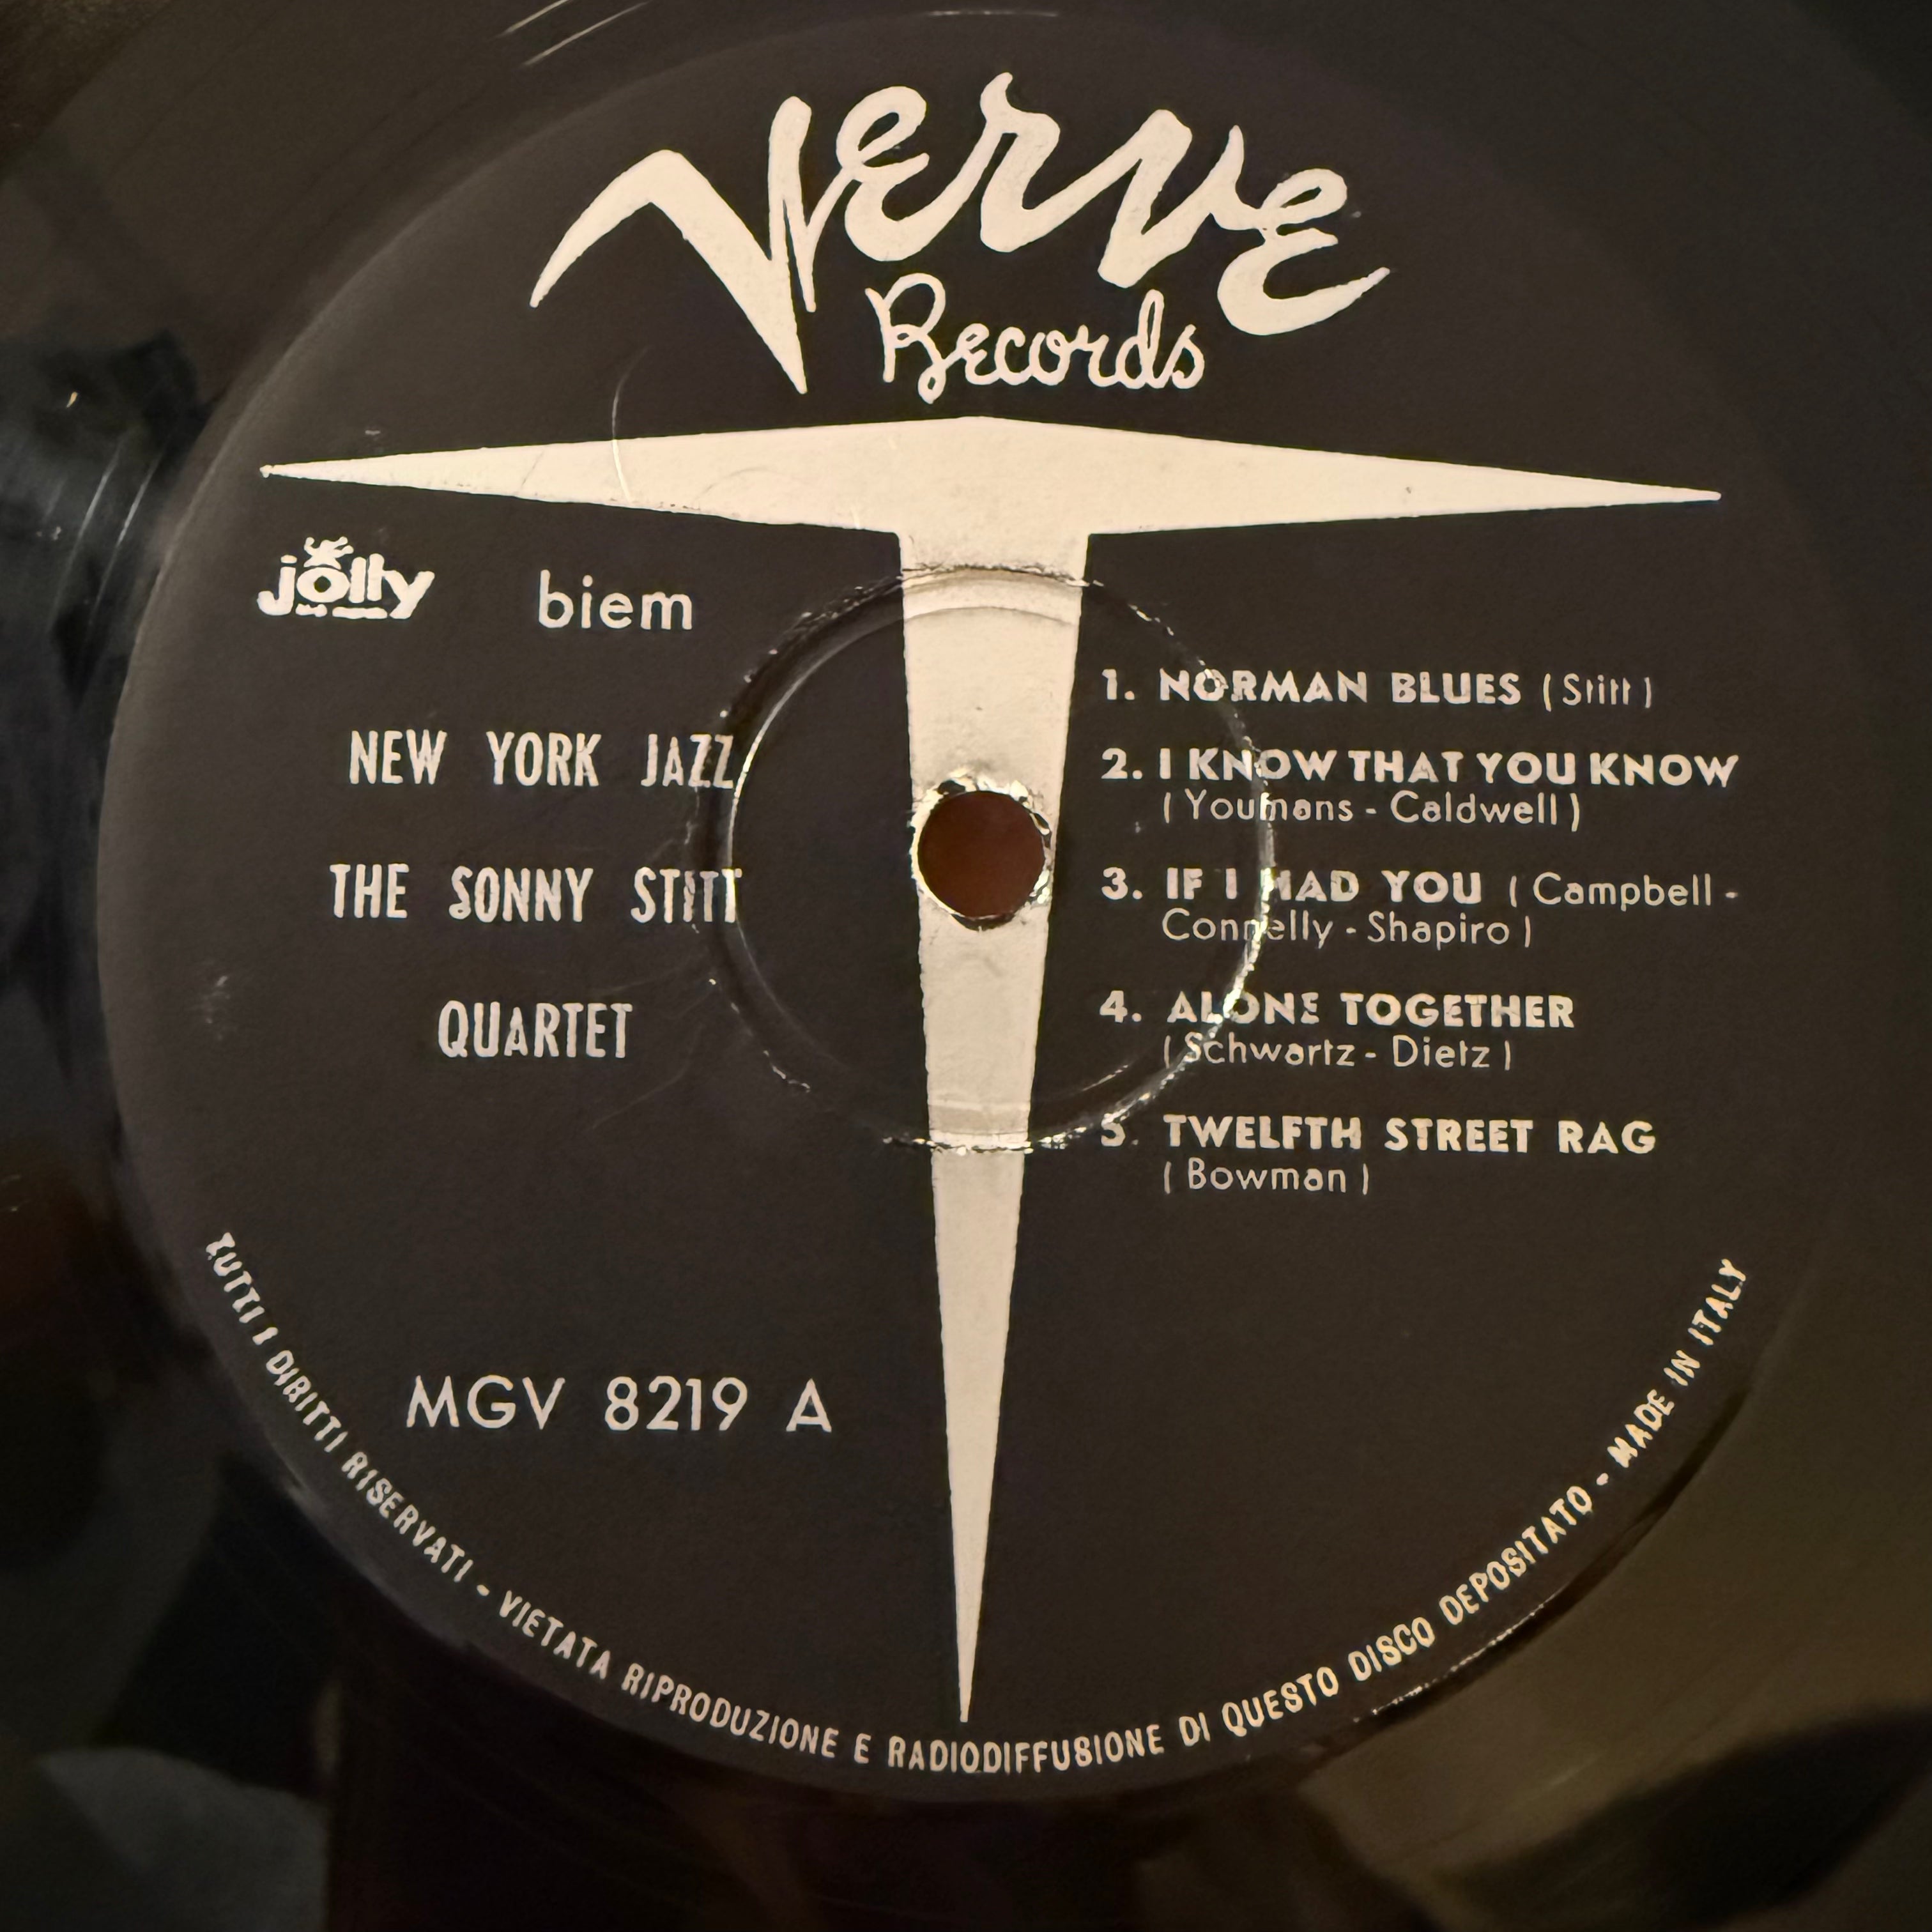 Verve
Records
jolly
biem
NEW YORK JAZZ
THE SONNY STITT
QUARTET
1. NORMAN BLUES (Stitt)
2. I KNOW THAT YOU KNOW
(Youmans - Caldwell)
3. IF I HAD YOU (Campbell -
Connelly - Shapiro)
4. ALONE TOGETHER
(Schwartz - Dietz)
5. TWELFTH STREET RAG
(Bowman)
MGV 8219 A
TUTTI I DIRITTI RISERVATI - VIETATA RIPRODUZIONE E RADIODIFFUSIONE DI QUESTO DISCO DEPOSITATO - MADE IN ITALY